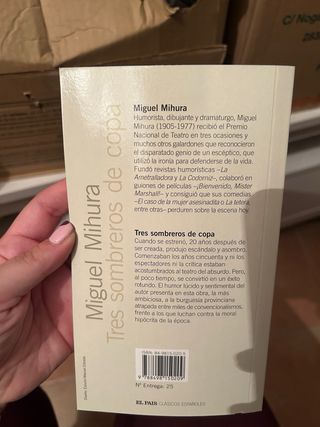 Miguel Mihura
Humorista, dibujante y dramaturgo, Miguel
Mihura (1905-1977) recibió el Premio
Nacional de Teatro en tres ocasiones y
muchos otros galardones que reconocieron
el disparatado genio de un escéptico, que
utilizó la ironía para defenderse de la vida.
Fundó revistas humorísticas –La
Ametralladora y La Codorniz–, colaboró en
guiones de películas –¡Bienvenido, Mister
Marshall!– y consiguió que sus comedias,
–El caso de la mujer asesinadita o La tetera,
entre otras– perduren sobre la escena hoy.
Tres sombreros de copa
Cuando se estrenó, 20 años después de
ser creada, produjo escándalo y asombro.
Comenzaban los años cincuenta y ni los
espectadores ni la crítica estaban
acostumbrados al teatro del absurdo. Pero,
al poco tiempo, se convirtió en un éxito
rotundo. El humor lúcido y sentimental del
autor presenta en esta obra, la más
ambiciosa, a la burguesía provinciana
atrapada entre miles de convencionalismos,
frente a los que luchan contra la moral
hipócrita de la época.
Miguel Mihura
Tres sombreros de copa
9 788498 150209
Nº Entrega: 25
EL PAIS CLÁSICOS ESPAÑOLES
C/ Nog